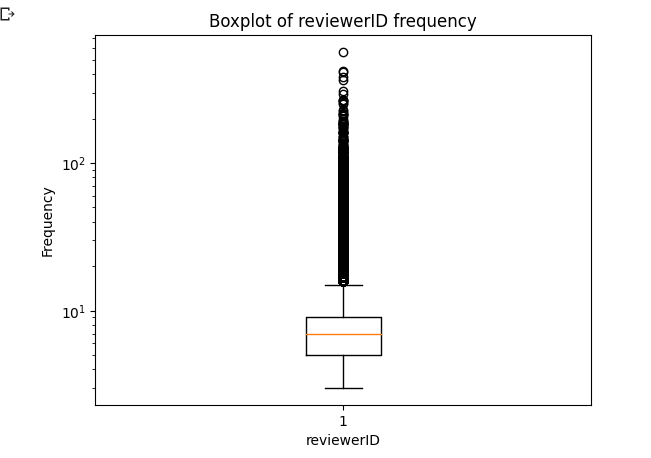 Boxplot of reviewerID frequency
Frequency
10²
10¹
1
reviewerID